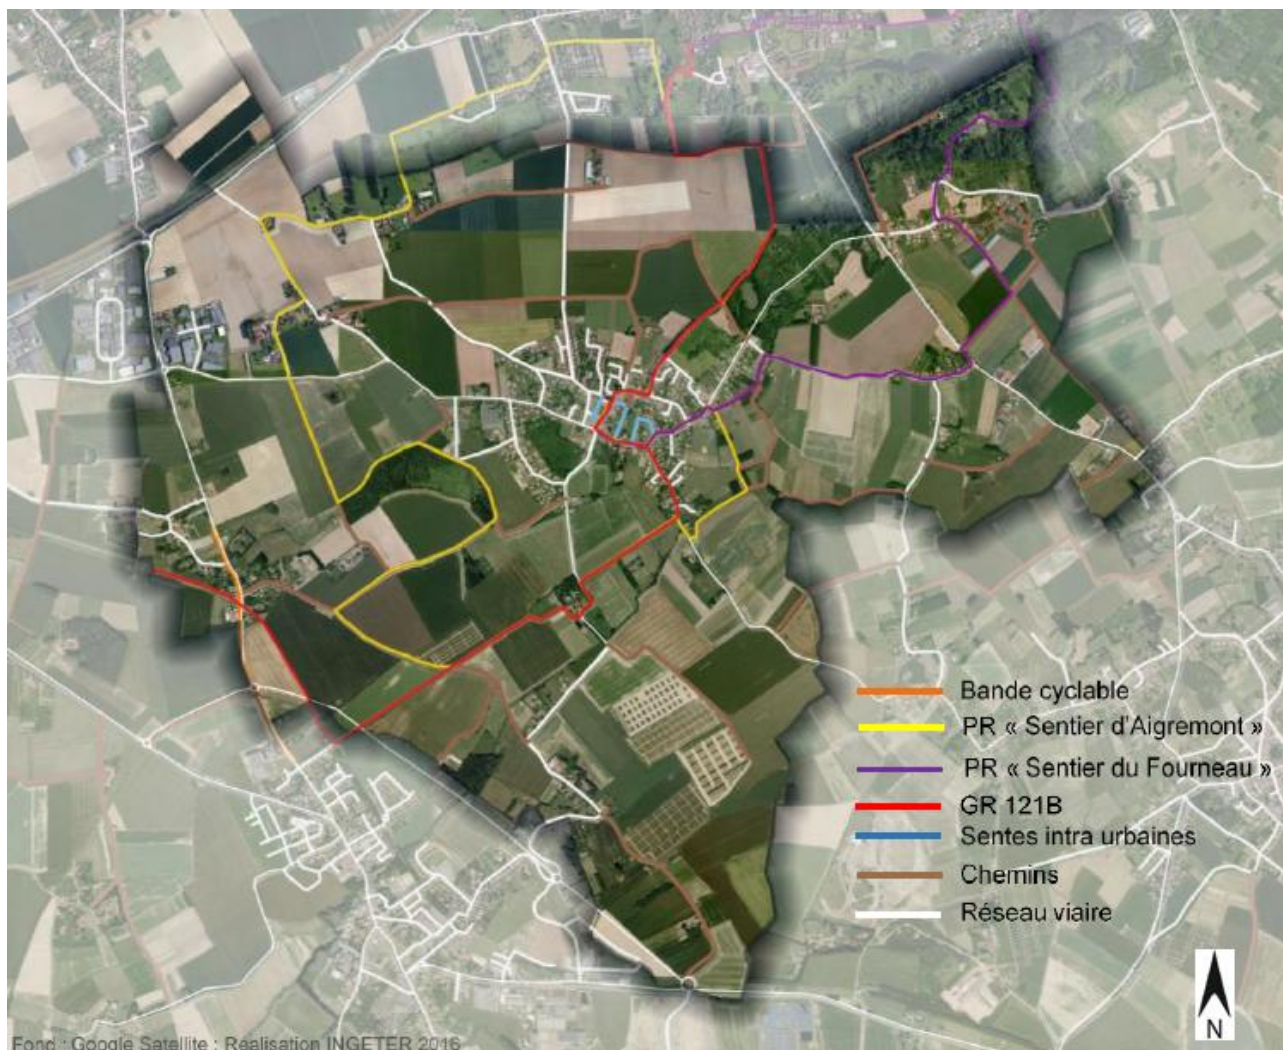 Bande cyclable
PR « Sentier d'Aigremont »
PR « Sentier du Fourneau »
GR 121B
Sentes intra urbaines
Chemins
Réseau viaire
N
Fond : Google Satellite ; Réalisation INGETER 2016